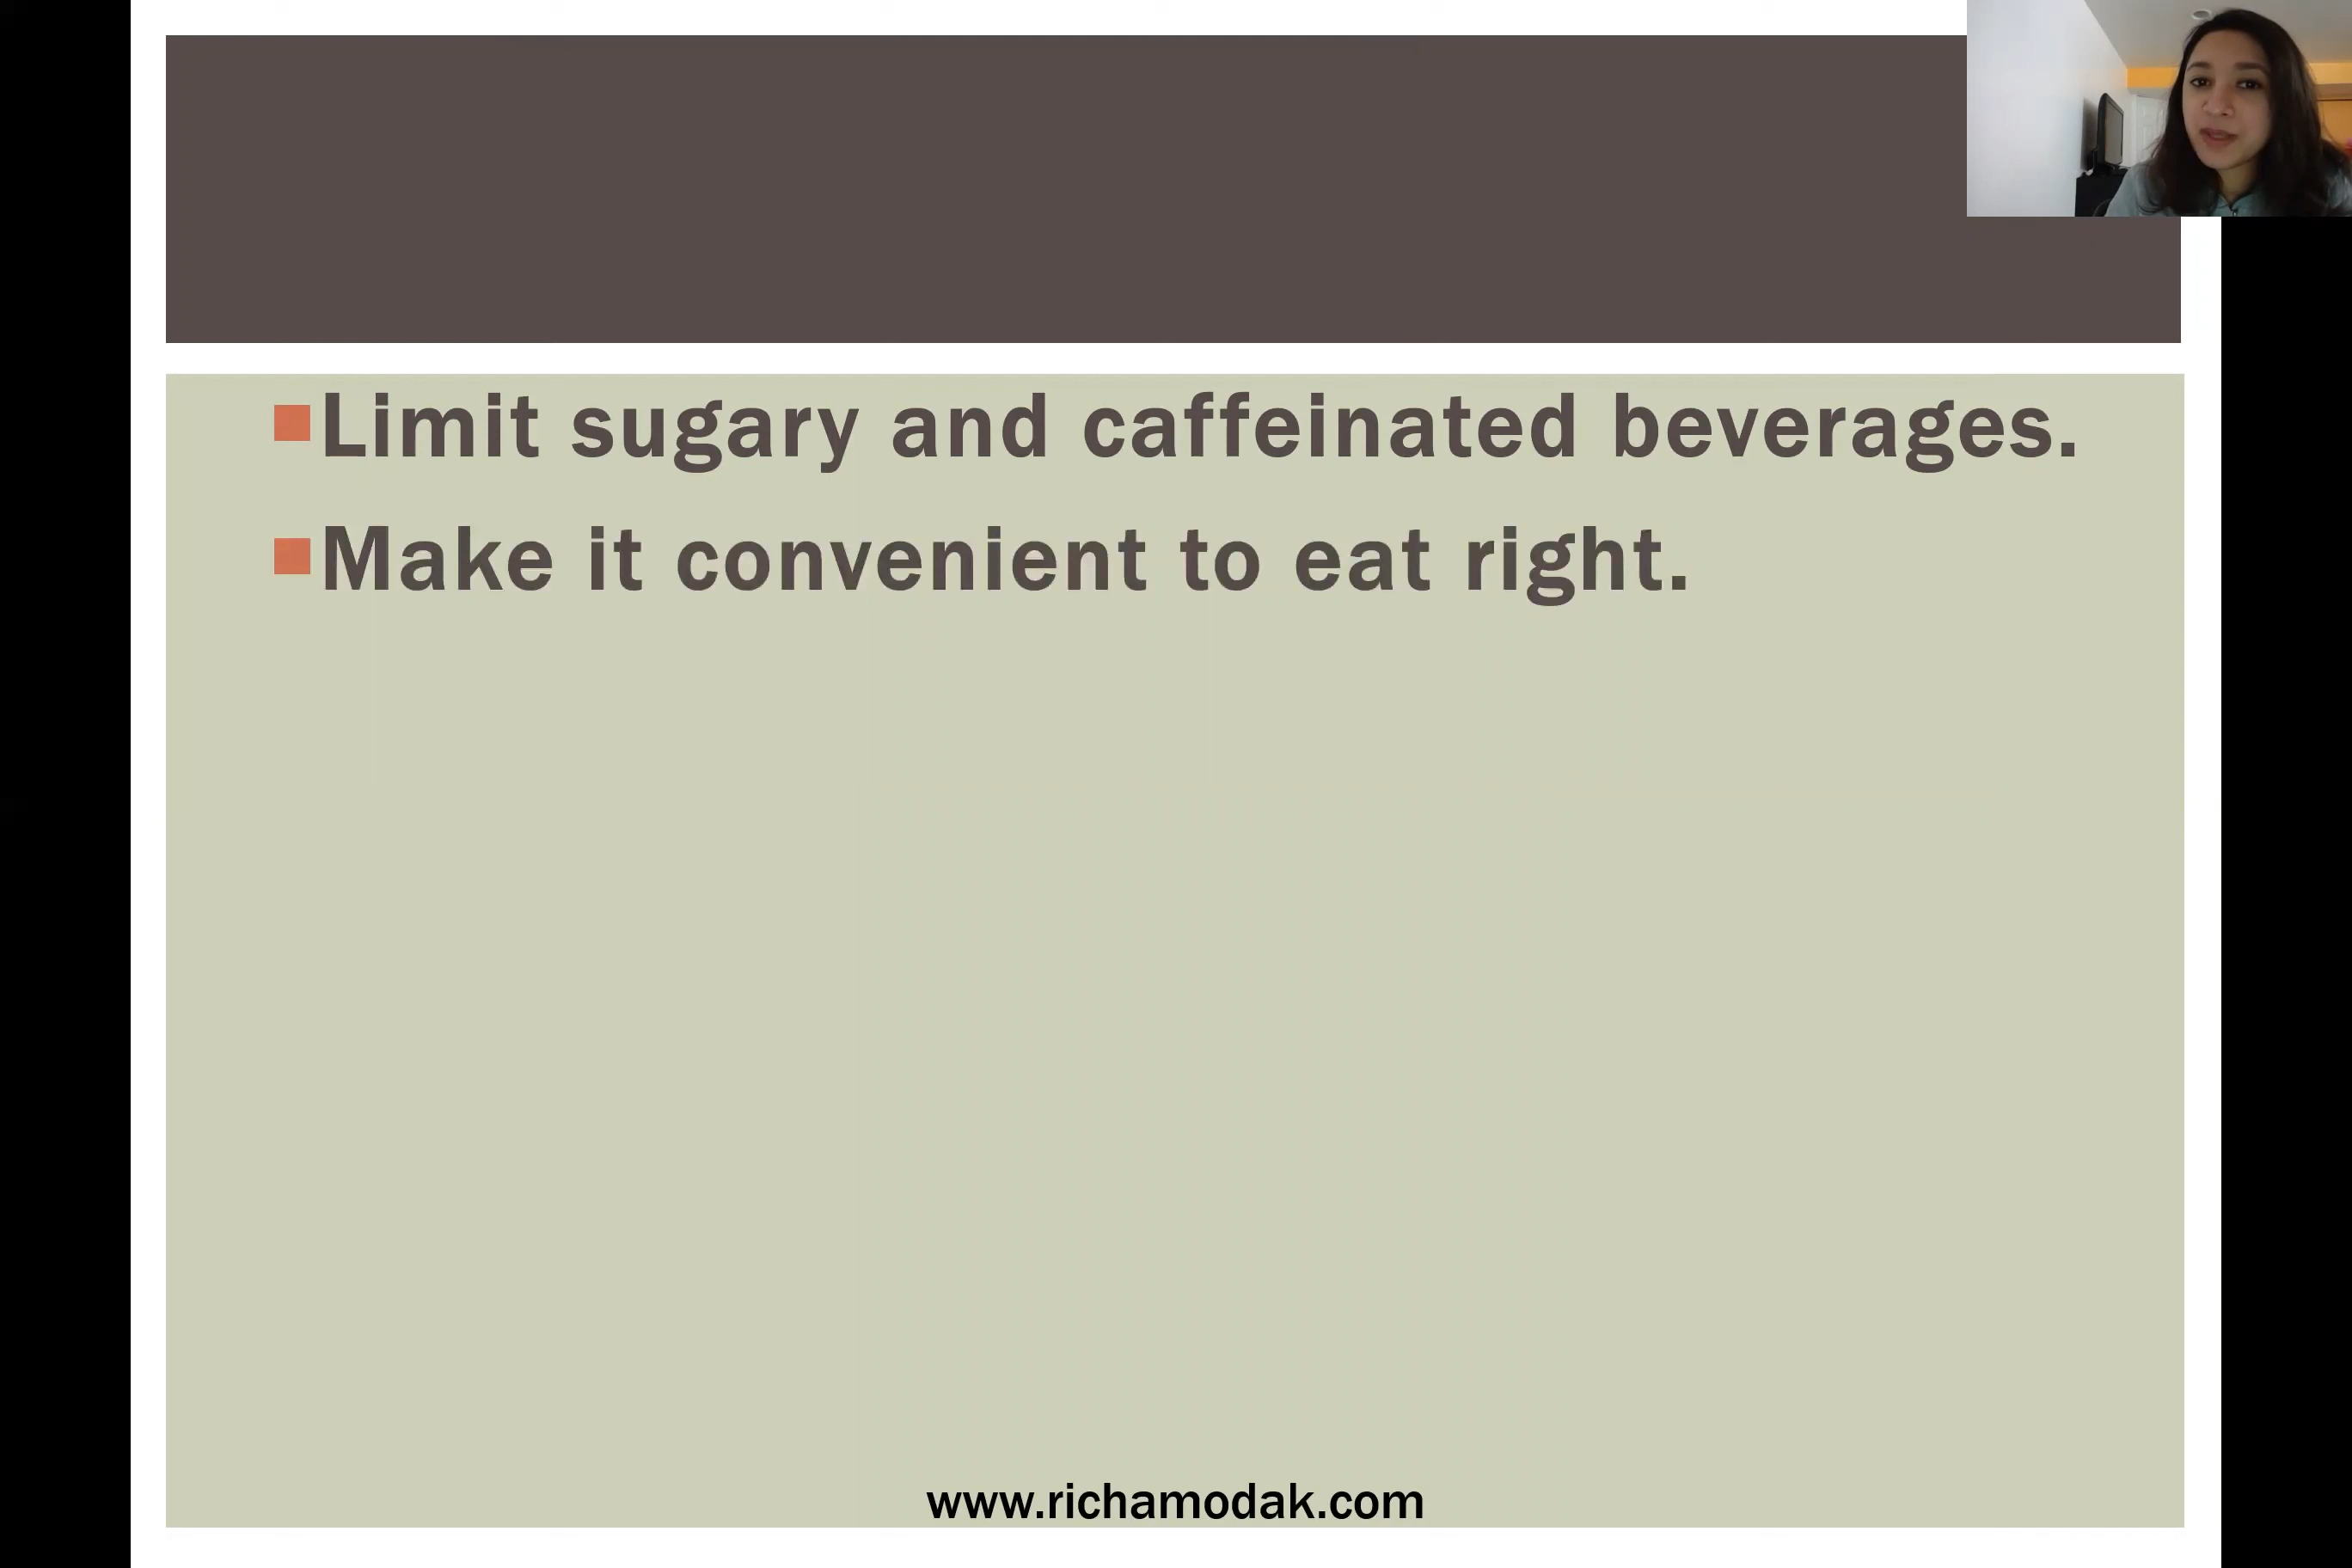 Limit sugary and caffeinated beverages.
Make it convenient to eat right.
www.richamodak.com